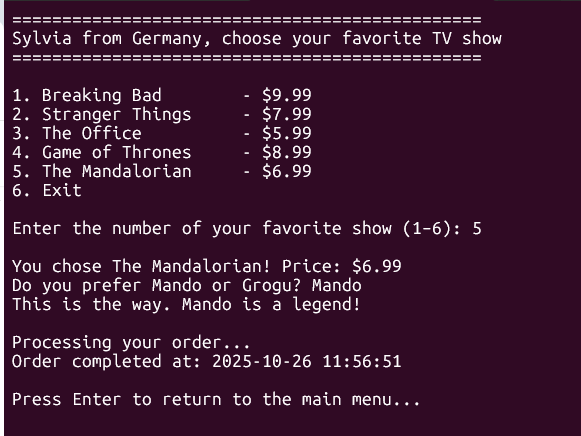 ===============================================
Sylvia from Germany, choose your favorite TV show
===============================================
1. Breaking Bad        - $9.99
2. Stranger Things     - $7.99
3. The Office          - $5.99
4. Game of Thrones     - $8.99
5. The Mandalorian     - $6.99
6. Exit
Enter the number of your favorite show (1-6): 5
You chose The Mandalorian! Price: $6.99
Do you prefer Mando or Grogu? Mando
This is the way. Mando is a legend!
Processing your order...
Order completed at: 2025-10-26 11:56:51
Press Enter to return to the main menu...